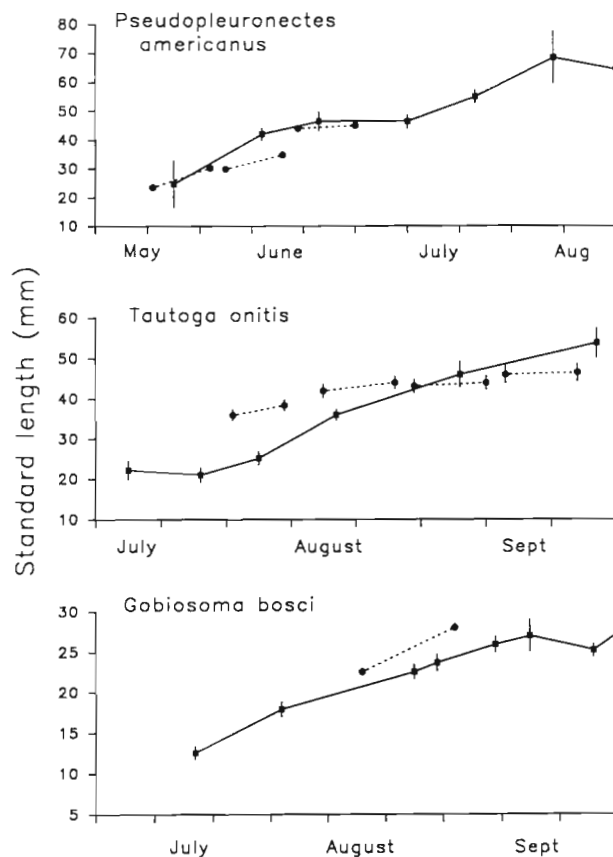 Pseudopleuronectes
americanus
80
70
60
50
40
30
20
10
May June July Aug
Standard length (mm)
Tautoga onitis
60
50
40
30
20
10
July August Sept
Gobiosoma bosci
30
25
20
15
10
5
July August Sept